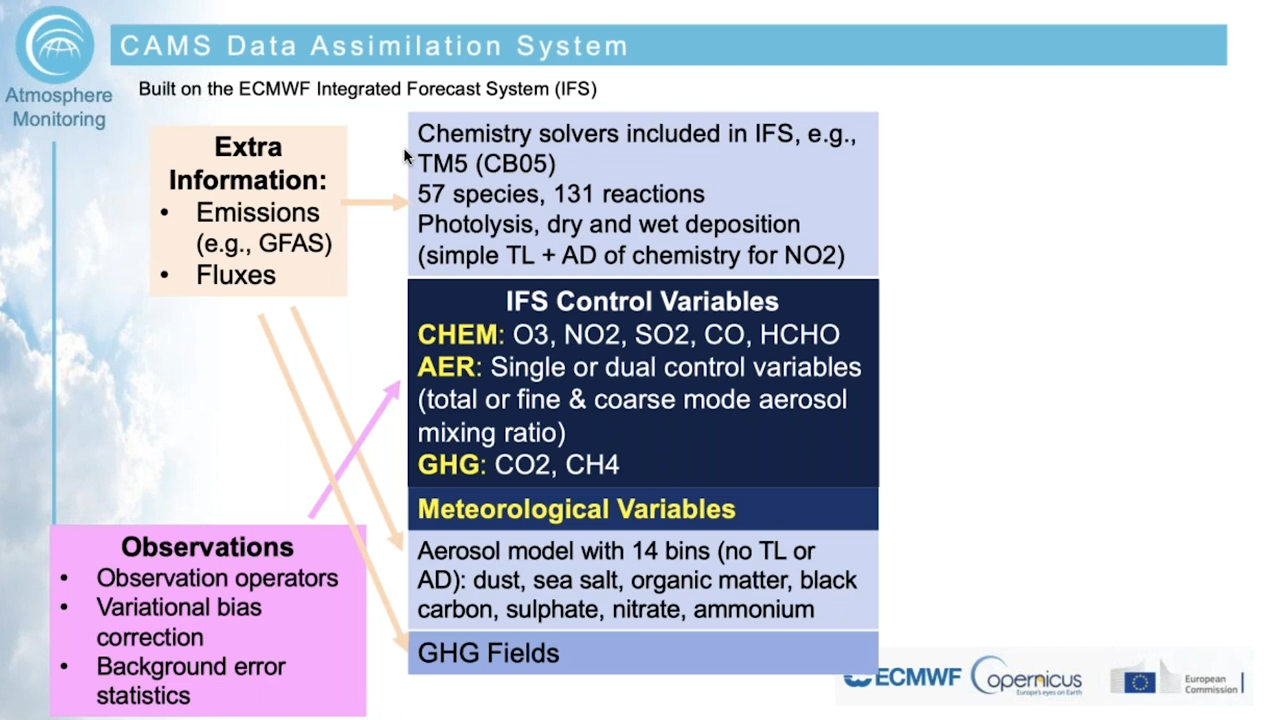 CAMS Data Assimilation System
Atmosphere
Monitoring
Built on the ECMWF Integrated Forecast System (IFS)
Extra
Information:
• Emissions
(e.g., GFAS)
• Fluxes
Chemistry solvers included in IFS, e.g.,
TM5 (CB05)
57 species, 131 reactions
Photolysis, dry and wet deposition
(simple TL + AD of chemistry for NO2)
IFS Control Variables
CHEM: O3, NO2, SO2, CO, HCHO
AER: Single or dual control variables
(total or fine & coarse mode aerosol
mixing ratio)
GHG: CO2, CH4
Meteorological Variables
Aerosol model with 14 bins (no TL or
AD): dust, sea salt, organic matter, black
carbon, sulphate, nitrate, ammonium
GHG Fields
Observations
• Observation operators
• Variational bias
correction
• Background error
statistics
ECMWF
Copernicus
Europe's eyes on Earth
European
Commission